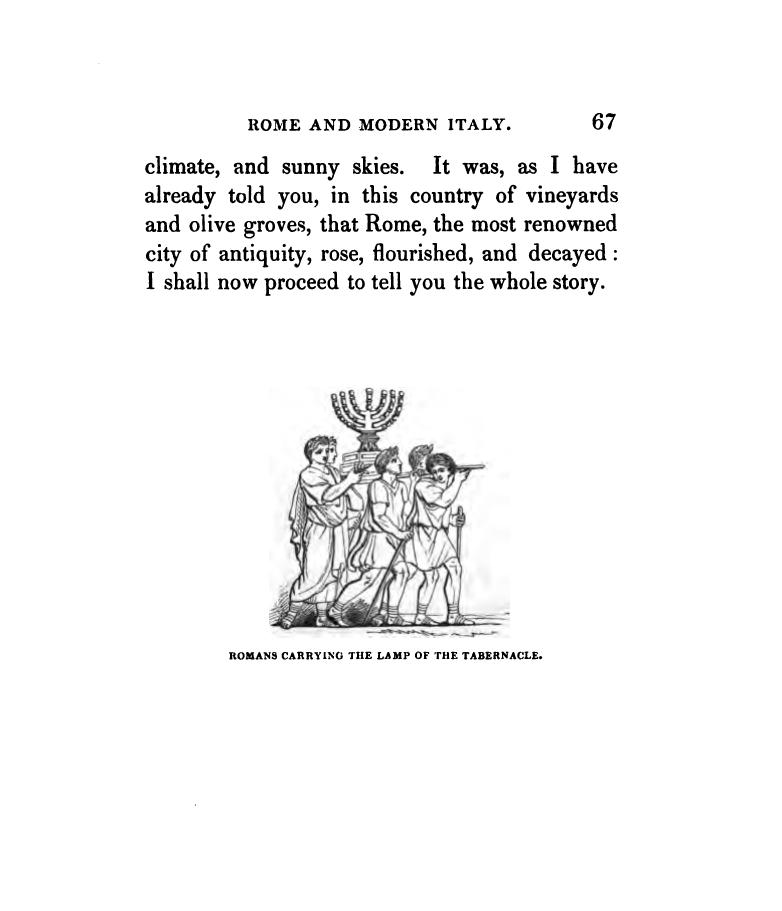 ROME AND MODERN ITALY. 67
climate, and sunny skies. It was, as I have
already told you, in this country of vineyards
and olive groves, that Rome, the most renowned
city of antiquity, rose, flourished, and decayed :
I shall now proceed to tell you the whole story.
ROMANS CARRYING THE LAMP OF THE TABERNACLE.